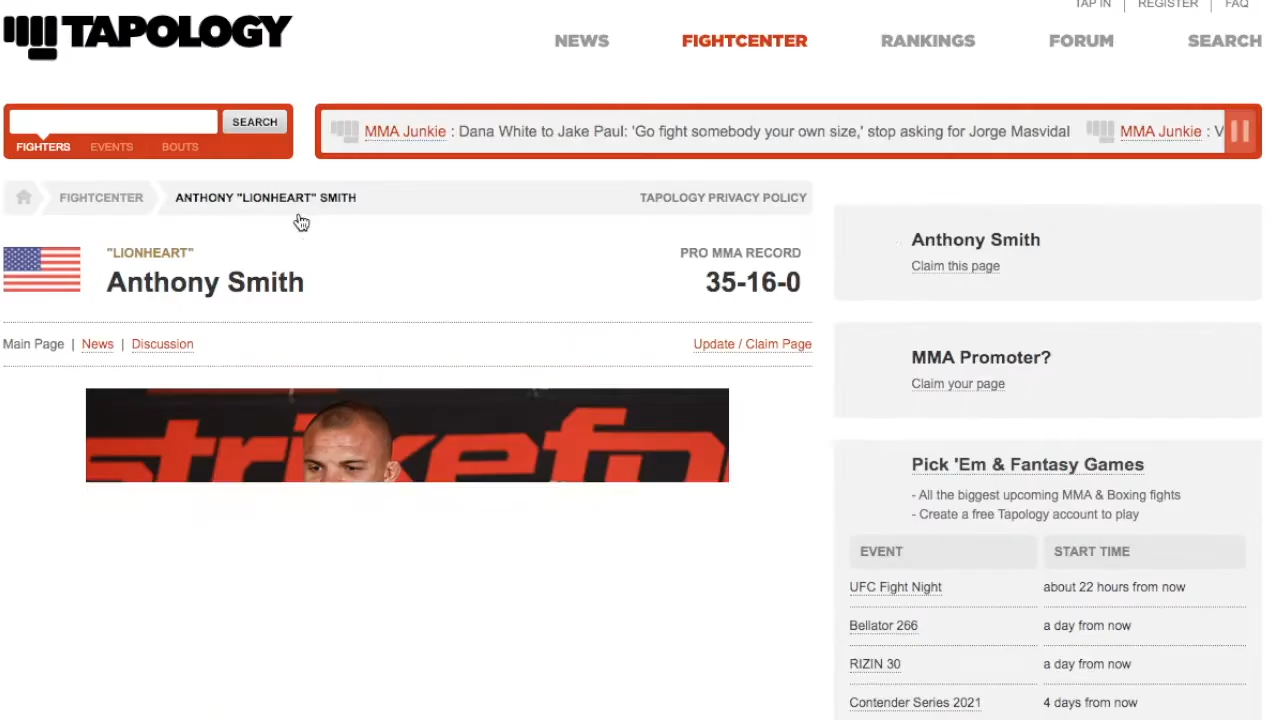 TAP IN | REGISTER | FAQ
TAPOLOGY
NEWS FIGHTCENTER RANKINGS FORUM SEARCH
SEARCH
FIGHTERS EVENTS BOUTS
MMA Junkie : Dana White to Jake Paul: 'Go fight somebody your own size,' stop asking for Jorge Masvidal MMA Junkie : V
FIGHTCENTER ANTHONY "LIONHEART" SMITH TAPOLOGY PRIVACY POLICY
"LIONHEART" PRO MMA RECORD
Anthony Smith 35-16-0
Main Page | News | Discussion Update / Claim Page
strikefo
Anthony Smith
Claim this page
MMA Promoter?
Claim your page
Pick 'Em & Fantasy Games
- All the biggest upcoming MMA & Boxing fights
- Create a free Tapology account to play
EVENT START TIME
UFC Fight Night about 22 hours from now
Bellator 266 a day from now
RIZIN 30 a day from now
Contender Series 2021 4 days from now